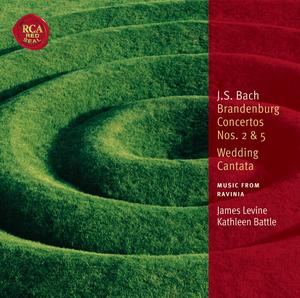 RCA
RED
SEAL
J.S. Bach
Brandenburg
Concertos
Nos. 2 & 5
Wedding
Cantata
MUSIC FROM
RAVINIA
James Levine
Kathleen Battle